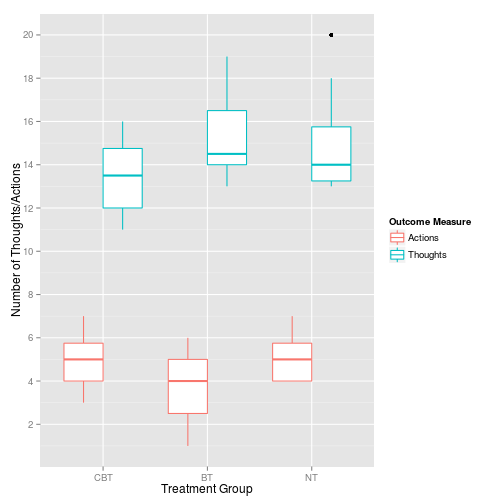 20
18
16
14
12
10
8
6
4
2
Number of Thoughts/Actions
CBT BT NT
Treatment Group
Outcome Measure
Actions
Thoughts